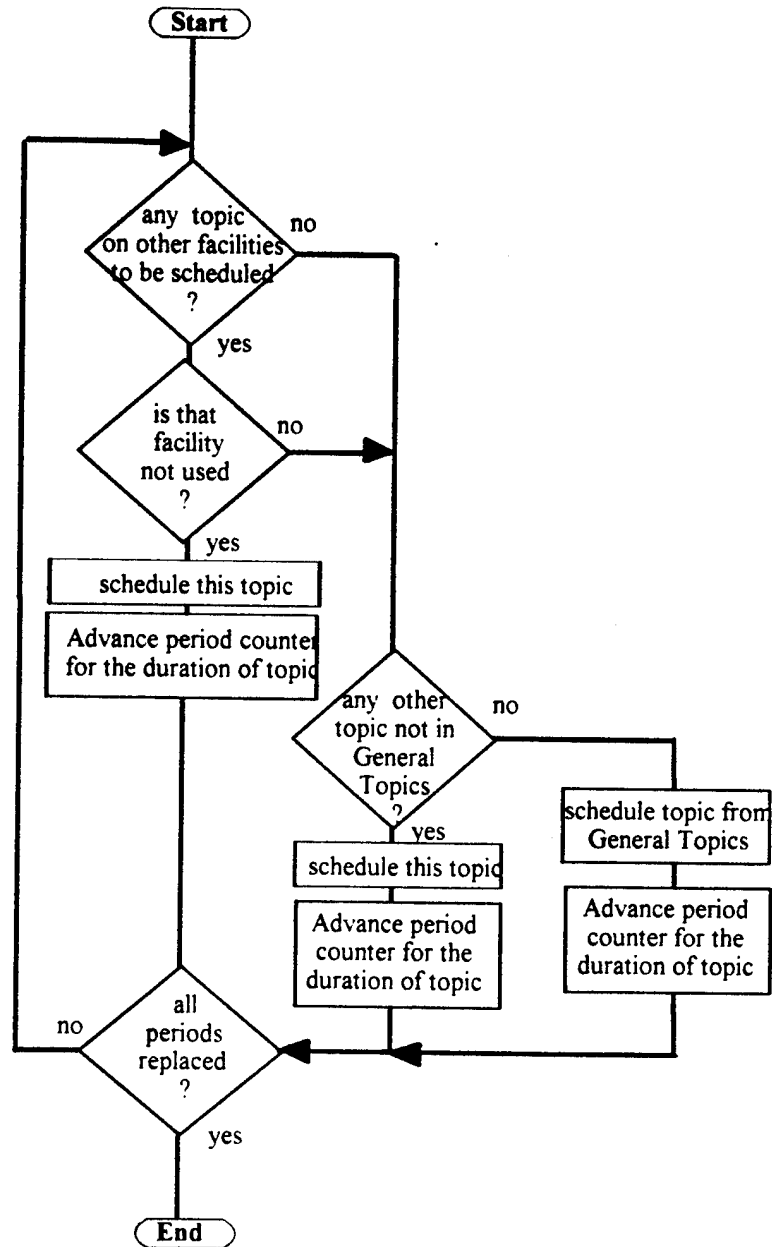 Start
any topic
on other facilities
to be scheduled
?
no
yes
is that
facility
not used
?
no
yes
schedule this topic
Advance period counter
for the duration of topic
any other
topic not in
General
Topics
?
no
yes
schedule this topic
Advance period
counter for the
duration of topic
schedule topic from
General Topics
Advance period
counter for the
duration of topic
all
periods
replaced
?
no
yes
End